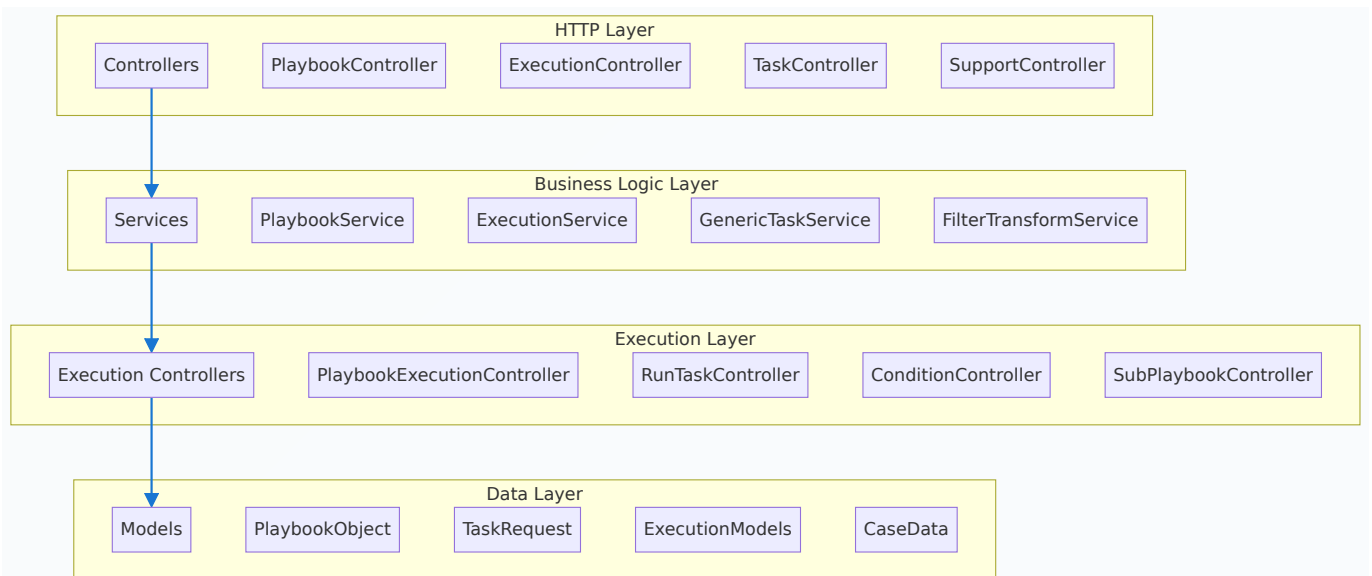 HTTP Layer
Controllers PlaybookController ExecutionController TaskController SupportController
Business Logic Layer
Services PlaybookService ExecutionService GenericTaskService FilterTransformService
Execution Layer
Execution Controllers PlaybookExecutionController RunTaskController ConditionController SubPlaybookController
Data Layer
Models PlaybookObject TaskRequest ExecutionModels CaseData